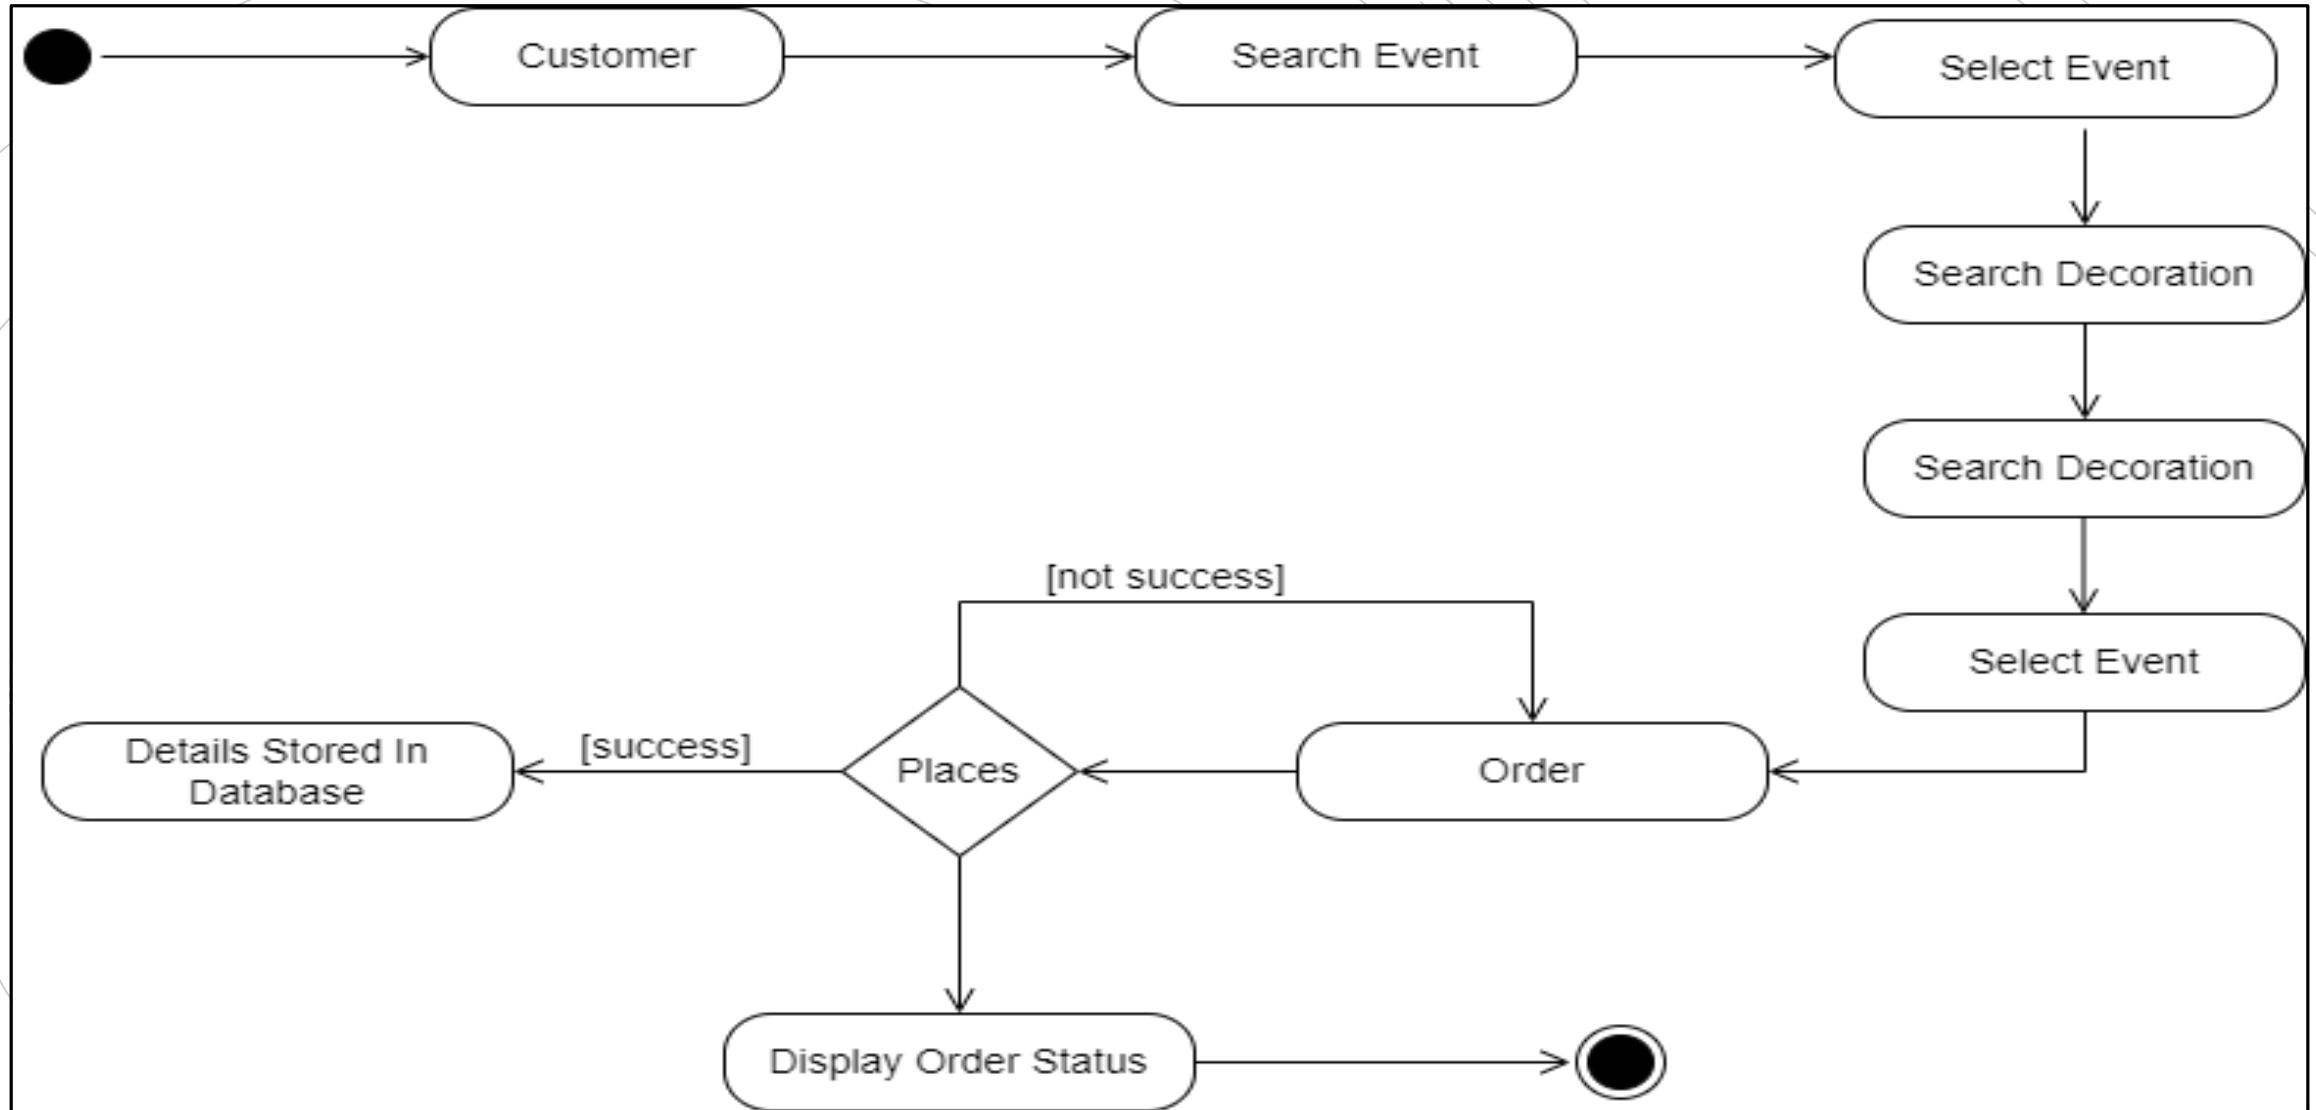 Customer
Search Event
Select Event
Search Decoration
Search Decoration
[not success]
Select Event
Details Stored In
Database
[success]
Places
Order
Display Order Status